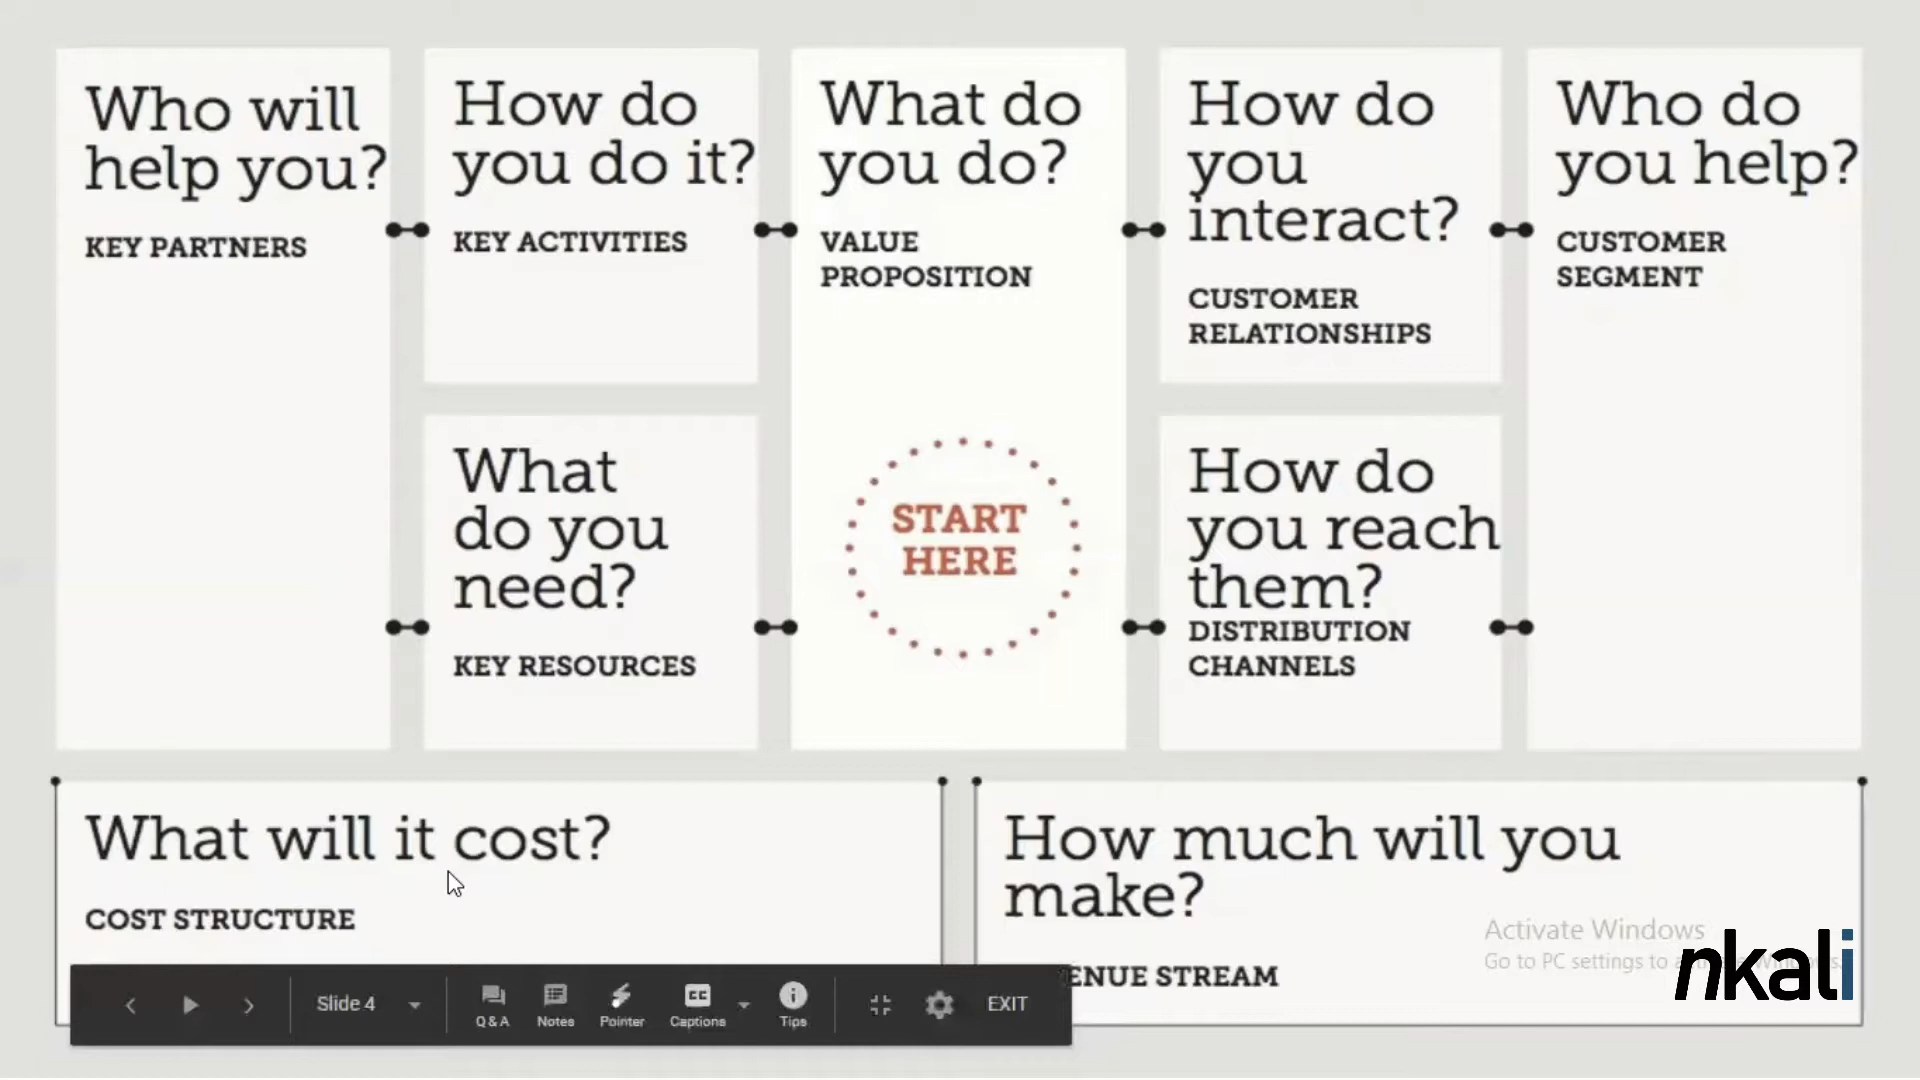 Who will
help you?
KEY PARTNERS
How do
you do it?
KEY ACTIVITIES
What
do you
need?
KEY RESOURCES
What do
you do?
VALUE
PROPOSITION
START
HERE
How do
you
interact?
CUSTOMER
RELATIONSHIPS
How do
you reach
them?
DISTRIBUTION
CHANNELS
Who do
you help?
CUSTOMER
SEGMENT
What will it cost?
COST STRUCTURE
How much will you
make?
ENUE STREAM
Activate Windows
Go to PC settings to
nkali
Slide 4
Q & A
Notes
Pointer
CC
Captions
Tips
EXIT